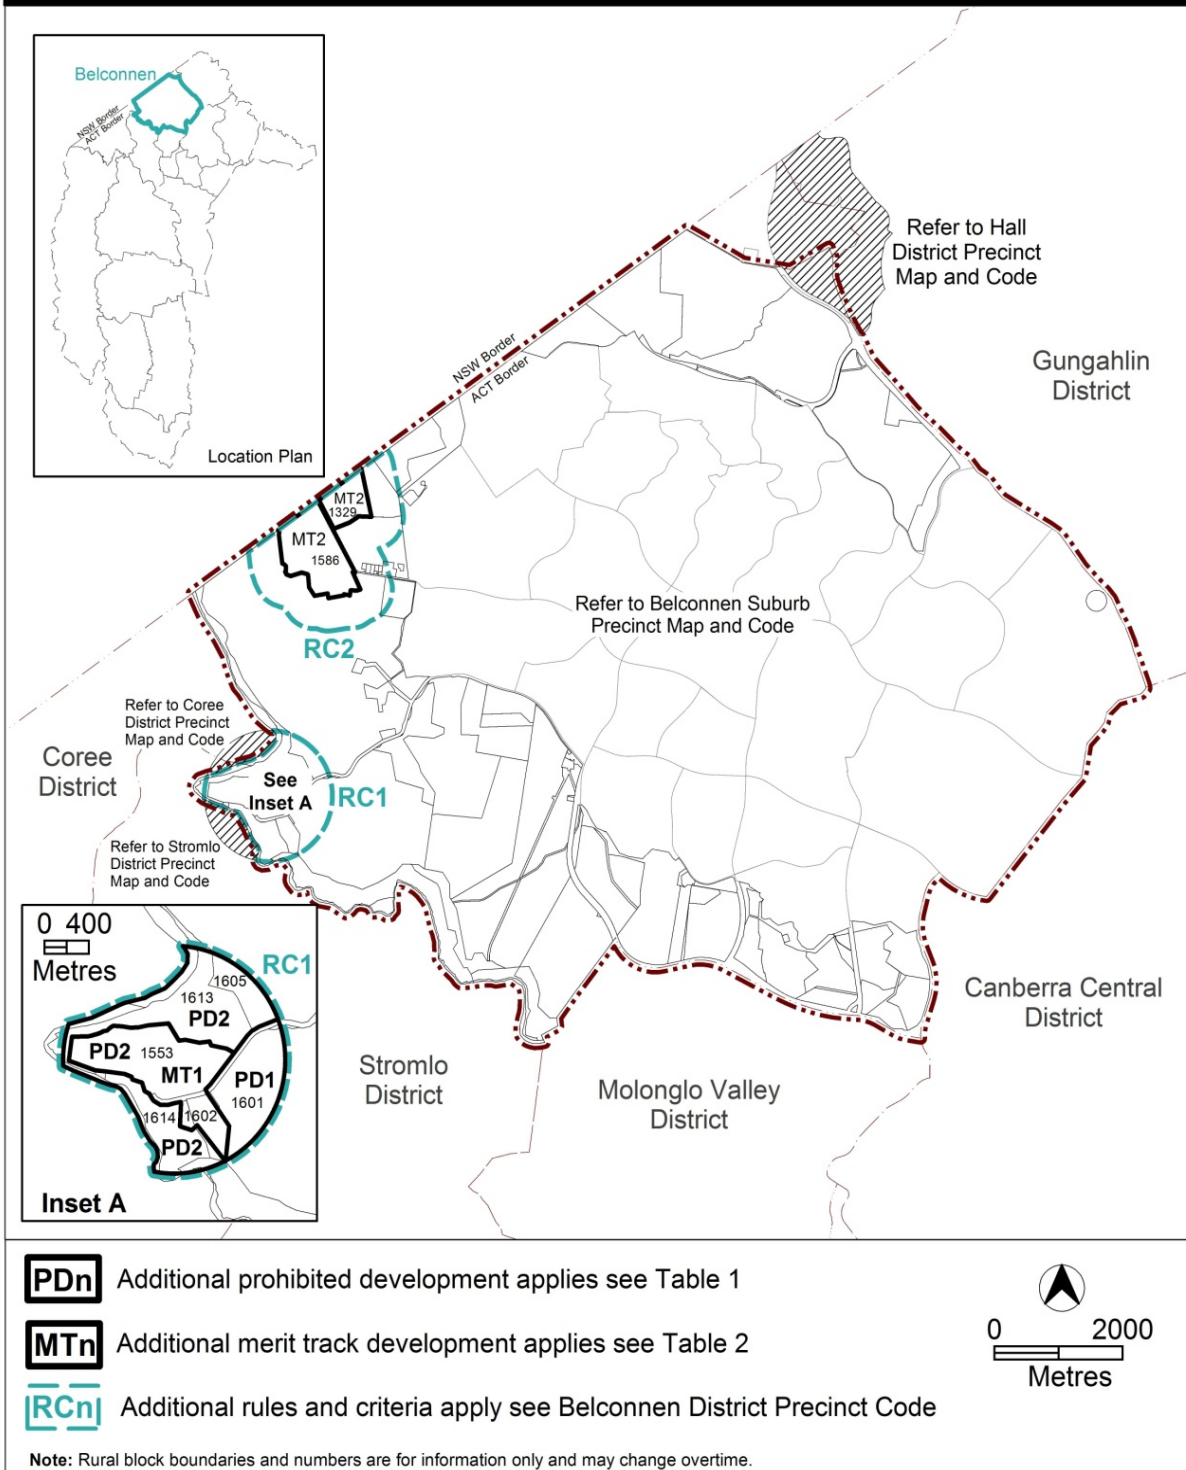 Belconnen
NSW Border
ACT Border
Location Plan
Refer to Hall
District Precinct
Map and Code
Gungahlin
District
NSW Border
ACT Border
MT2
1329
MT2
1586
RC2
Refer to Belconnen Suburb
Precinct Map and Code
Refer to Coree
District Precinct
Map and Code
Coree
District
See
Inset A
RC1
Refer to Stromlo
District Precinct
Map and Code
0 400
Metres
RC1
1605
1613
PD2
PD2
1553
MT1
PD1
1601
1614
1602
PD2
Inset A
Canberra Central
District
Stromlo
District
Molonglo Valley
District
PDn Additional prohibited development applies see Table 1
MTn Additional merit track development applies see Table 2
RCn Additional rules and criteria apply see Belconnen District Precinct Code
0 2000
Metres
Note: Rural block boundaries and numbers are for information only and may change overtime.